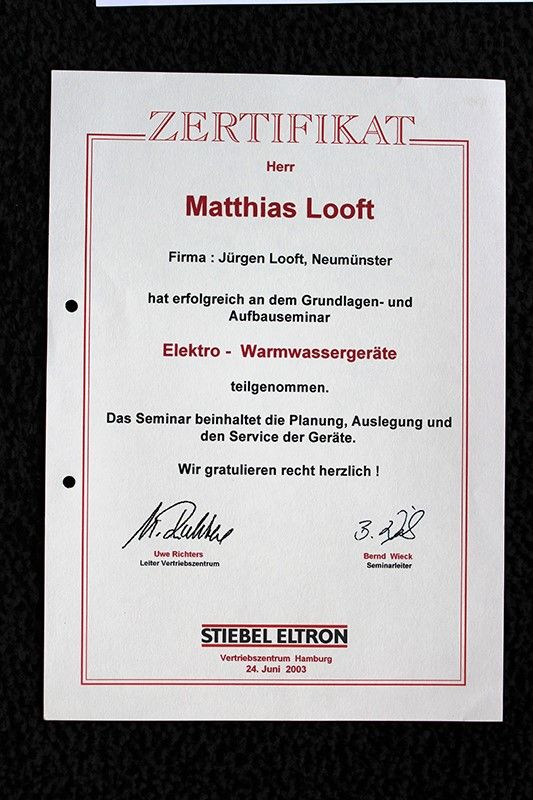 ZERTIFIKAT
Herr
Matthias Looft
Firma : Jürgen Looft, Neumünster
hat erfolgreich an dem Grundlagen- und
Aufbauseminar
Elektro - Warmwassergeräte
teilgenommen.
Das Seminar beinhaltet die Planung, Auslegung und
den Service der Geräte.
Wir gratulieren recht herzlich !
Uwe Richters
Leiter Vertriebszentrum
Bernd Wieck
Seminarleiter
STIEBEL ELTRON
Vertriebszentrum Hamburg
24. Juni 2003